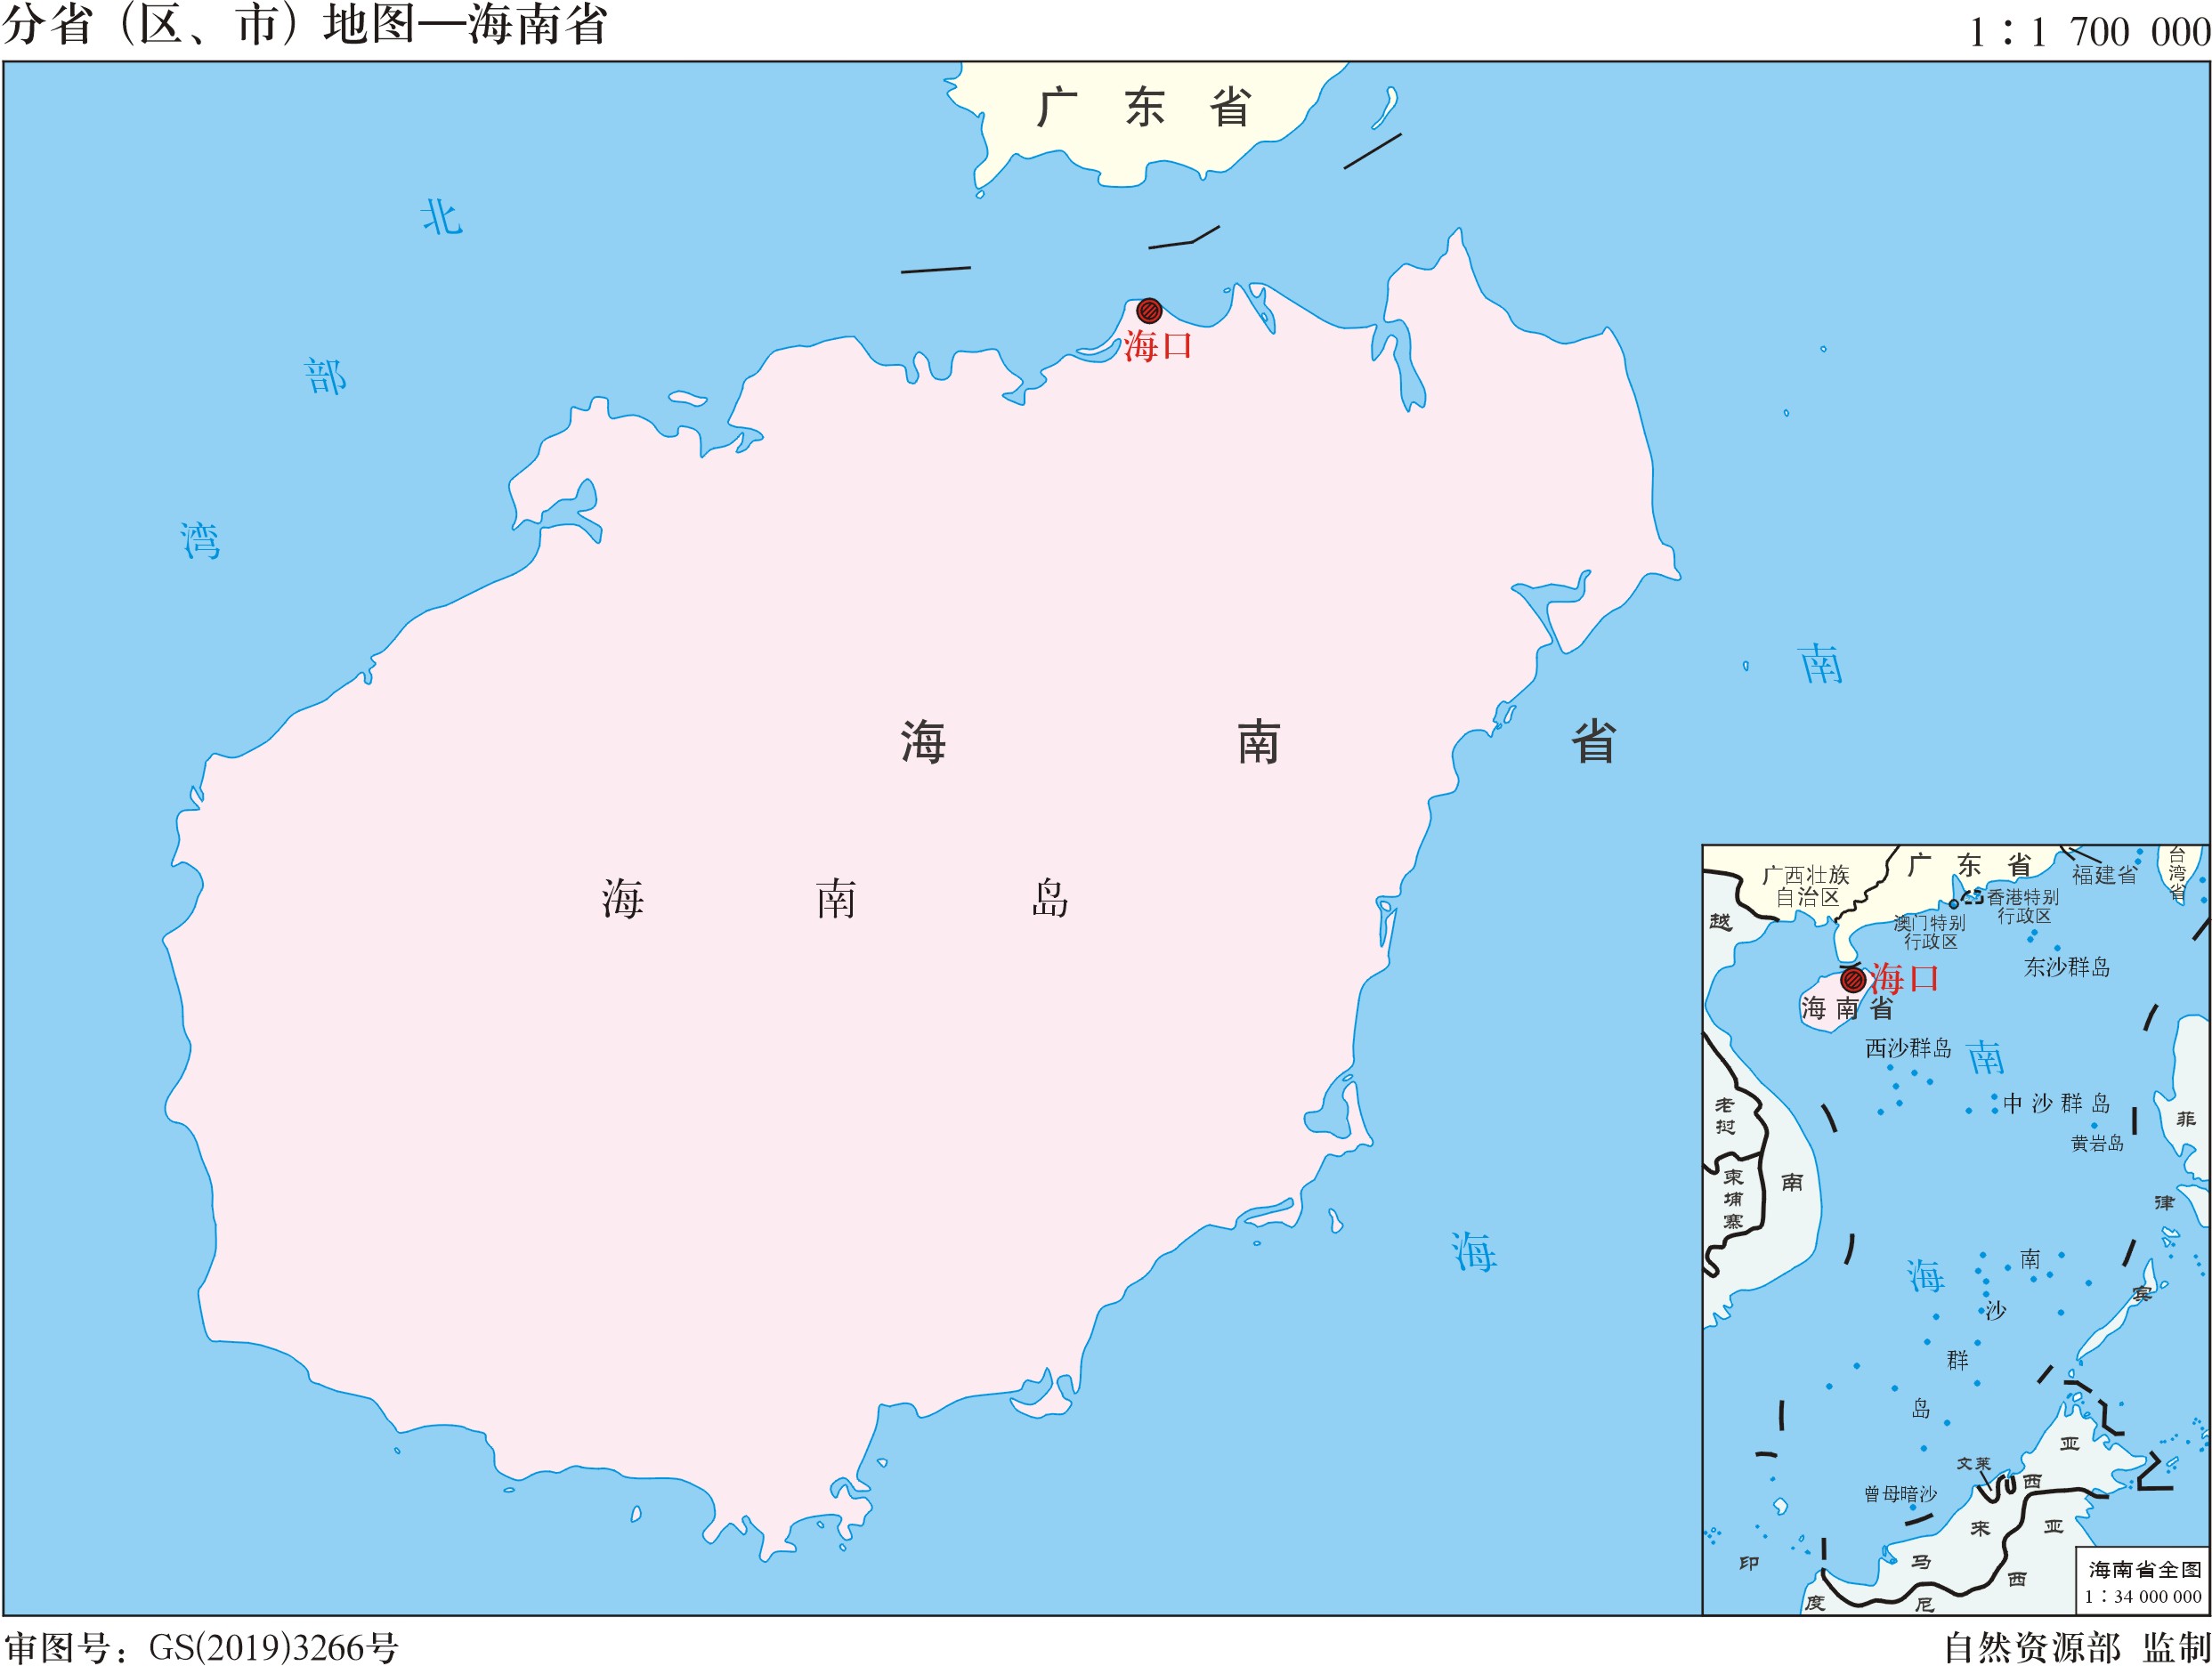 分省（区、市）地图—海南省
1：1 700 000
广东省
北部湾
海口
南海
海南省
海南岛
广西壮族
自治区
广东省
福建省
台湾省
香港特别
行政区
澳门特别
行政区
越南
东沙群岛
海口
海南省
西沙群岛
南海
中沙群岛
黄岩岛
老挝
柬埔寨
菲律宾
南沙群岛
文莱
曾母暗沙
马来西亚
印度尼西亚
海南省全图
1：34 000 000
审图号：GS(2019)3266号
自然资源部 监制